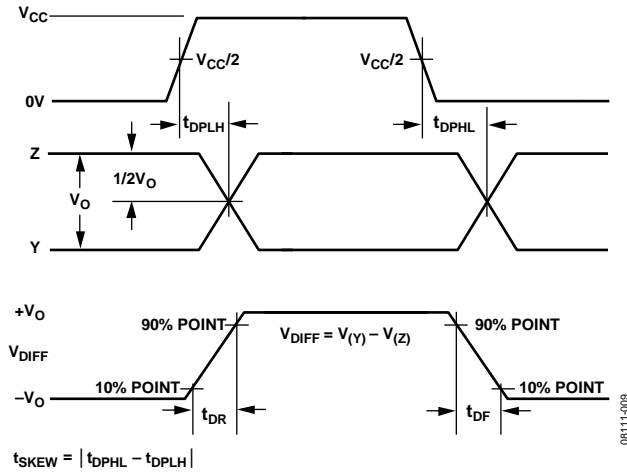 VCC
VCC/2
VCC/2
0V
tDPLH
tDPHL
Z
1/2VO
VO
Y
+VO
90% POINT
VDIFF = V(Y) – V(Z)
90% POINT
VDIFF
10% POINT
10% POINT
–VO
tDR
tDF
tSKEW = |tDPHL – tDPLH|
08111-009